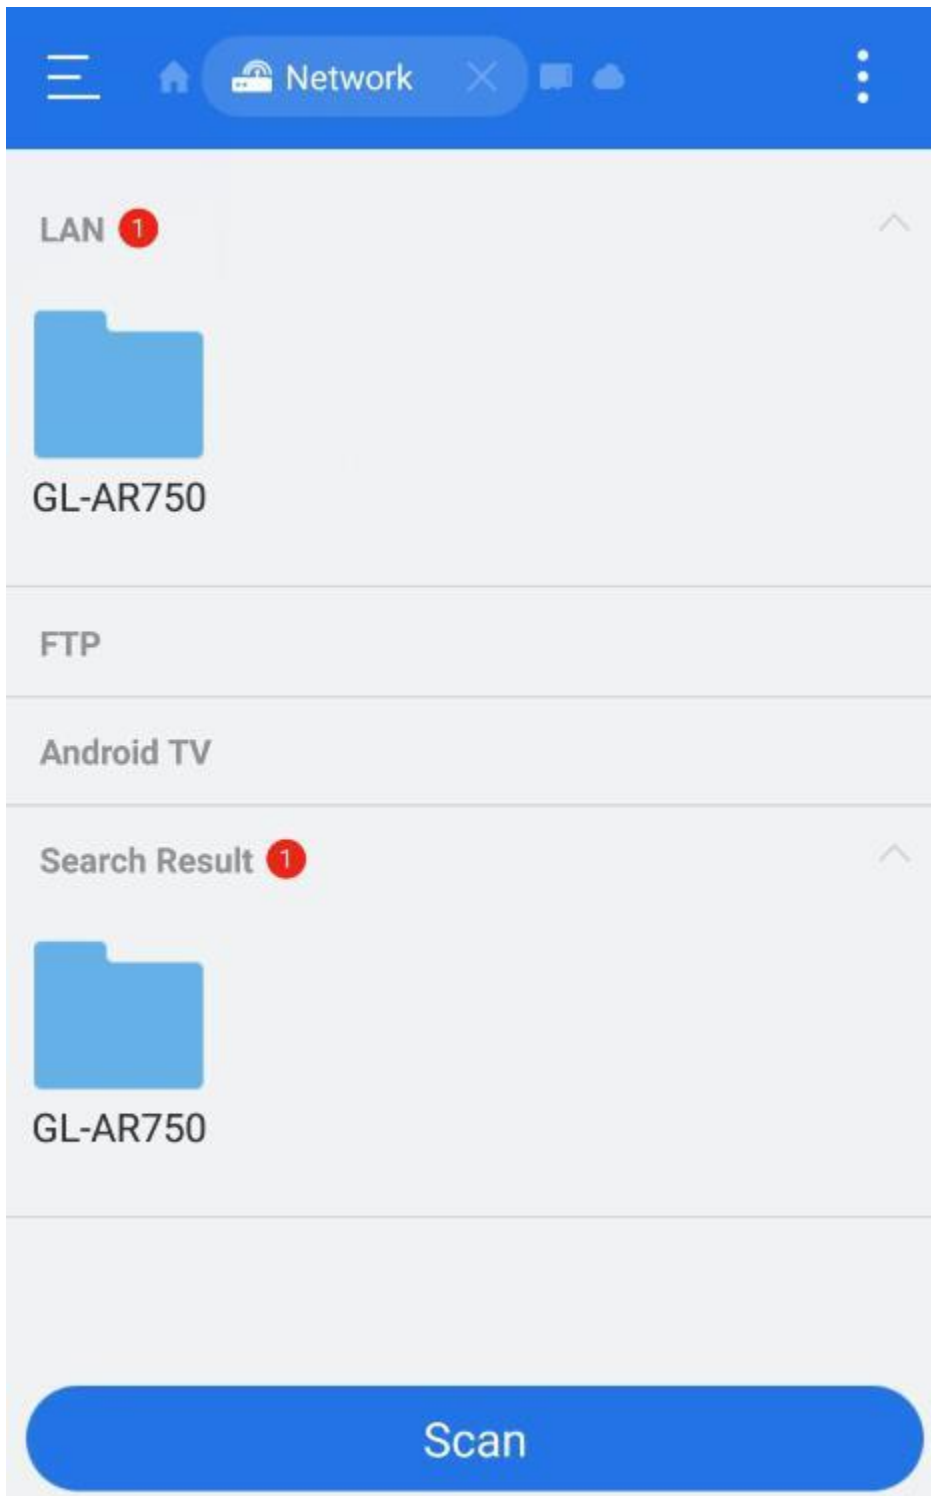 Network
LAN 1
GL-AR750
FTP
Android TV
Search Result 1
GL-AR750
Scan